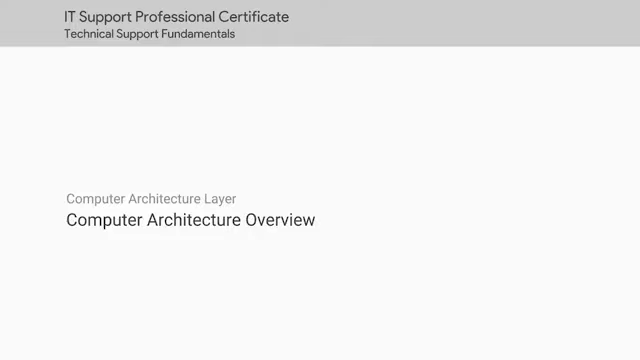 IT Support Professional Certificate
Technical Support Fundamentals
Computer Architecture Layer
Computer Architecture Overview